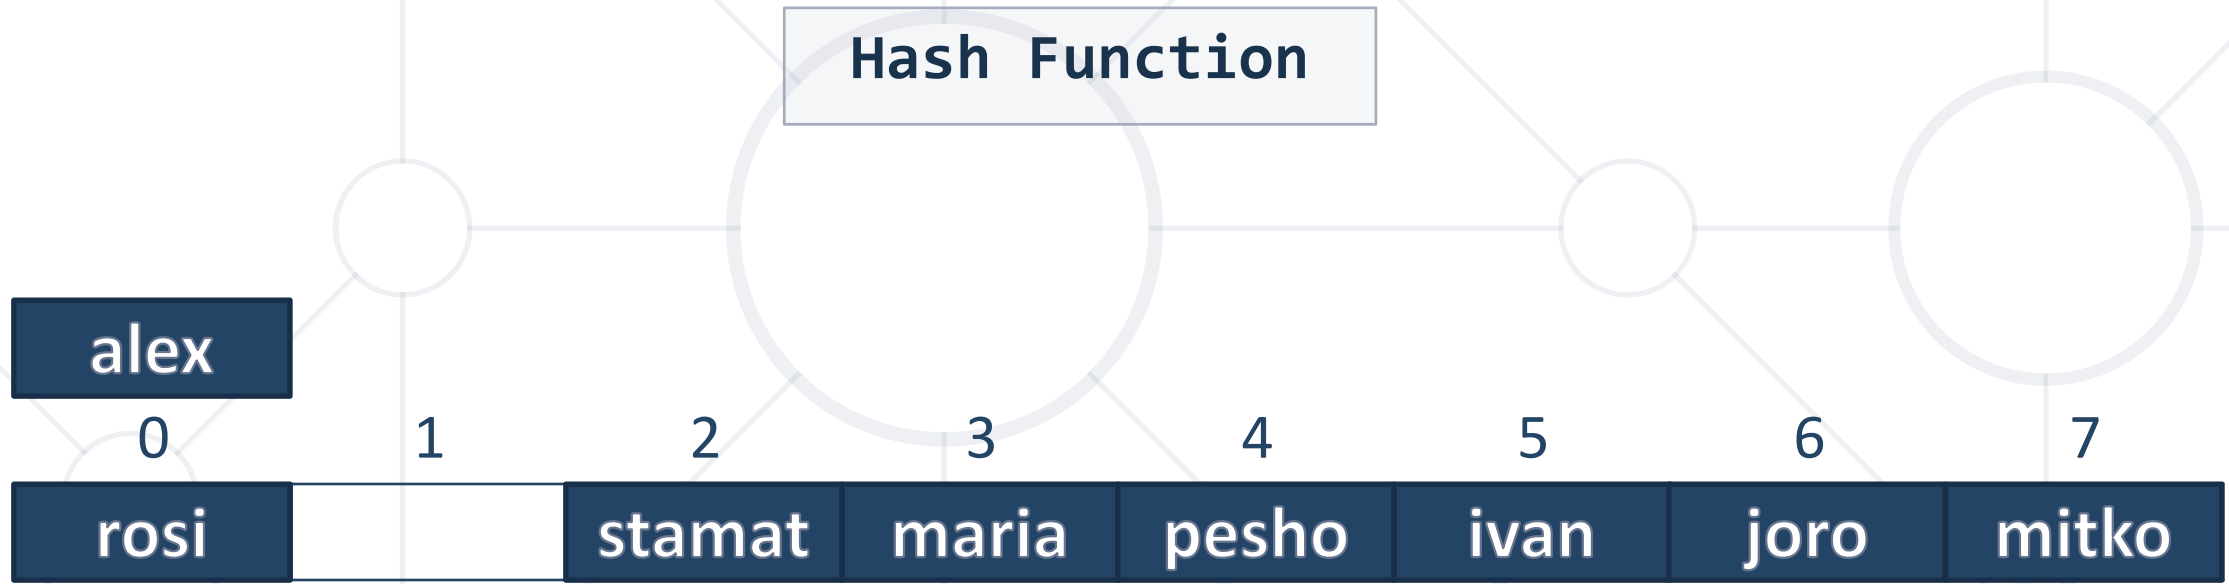 Hash Function
alex
0 1 2 3 4 5 6 7
rosi stamat maria pesho ivan joro mitko